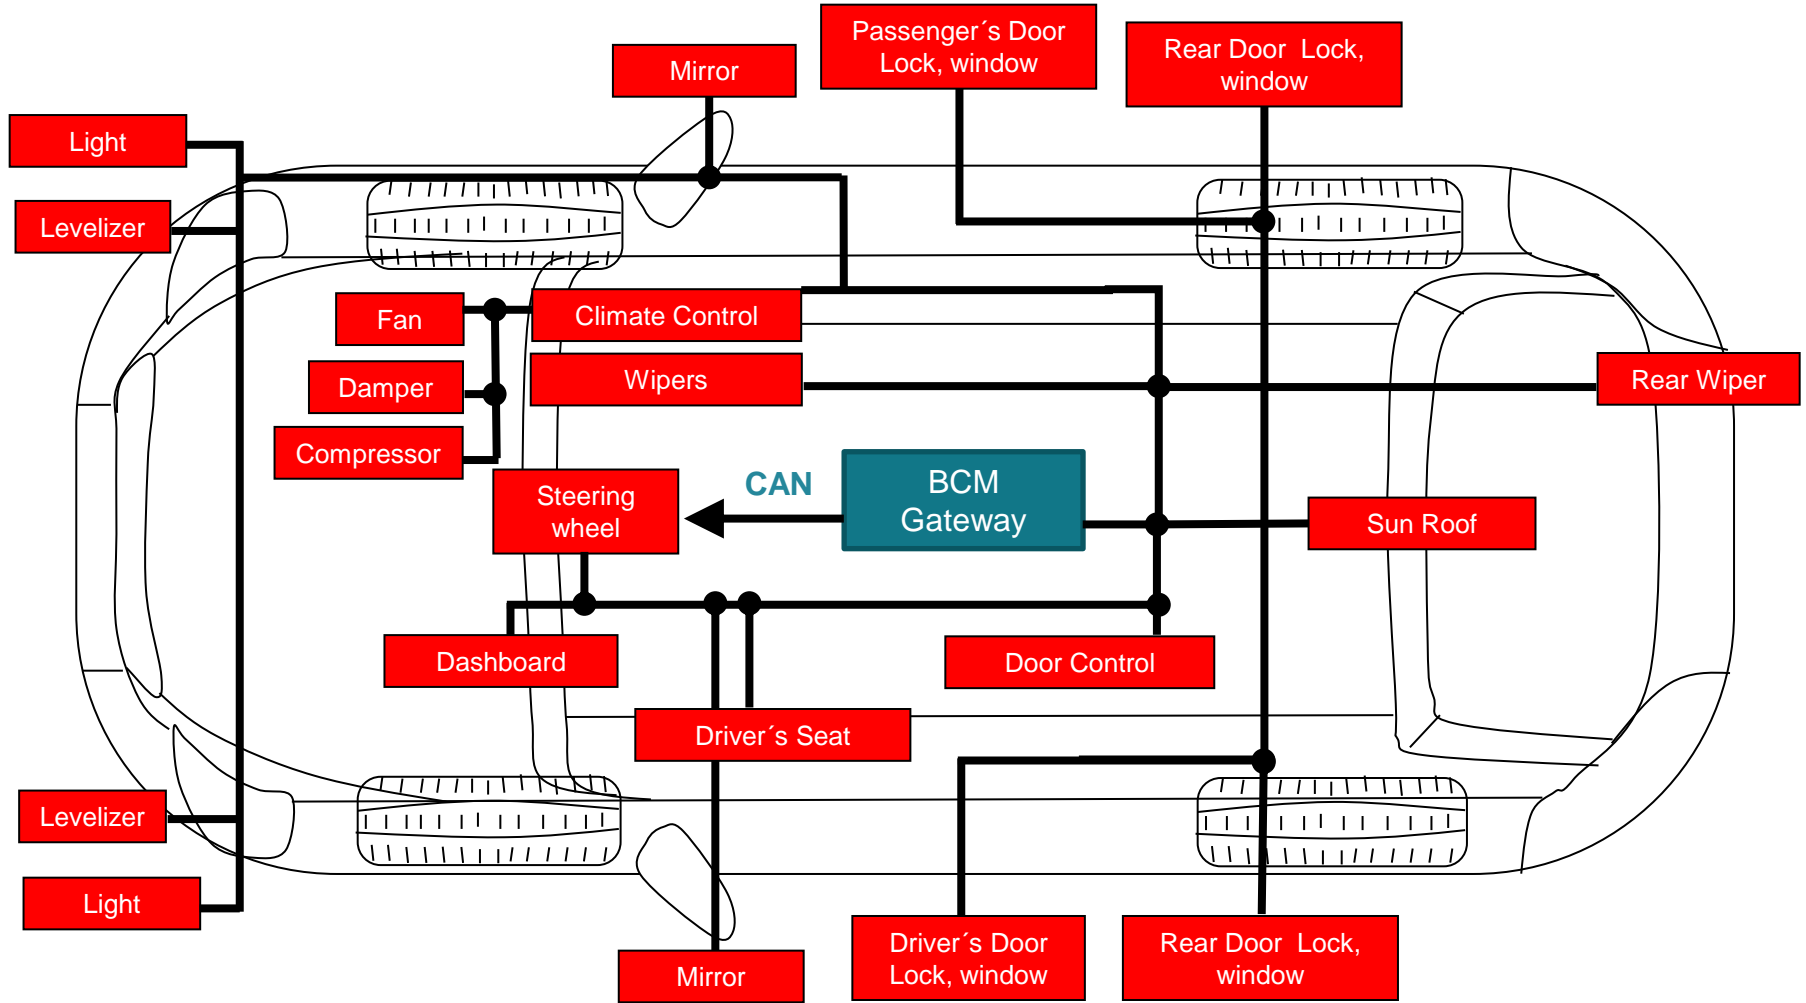 Passenger´s Door
Lock, window
Rear Door  Lock,
window
Mirror
Light
Levelizer
Fan
Climate Control
Damper
Wipers
Rear Wiper
Compressor
Steering
wheel
CAN
BCM
Gateway
Sun Roof
Dashboard
Door Control
Driver´s Seat
Levelizer
Light
Mirror
Driver´s Door
Lock, window
Rear Door  Lock,
window